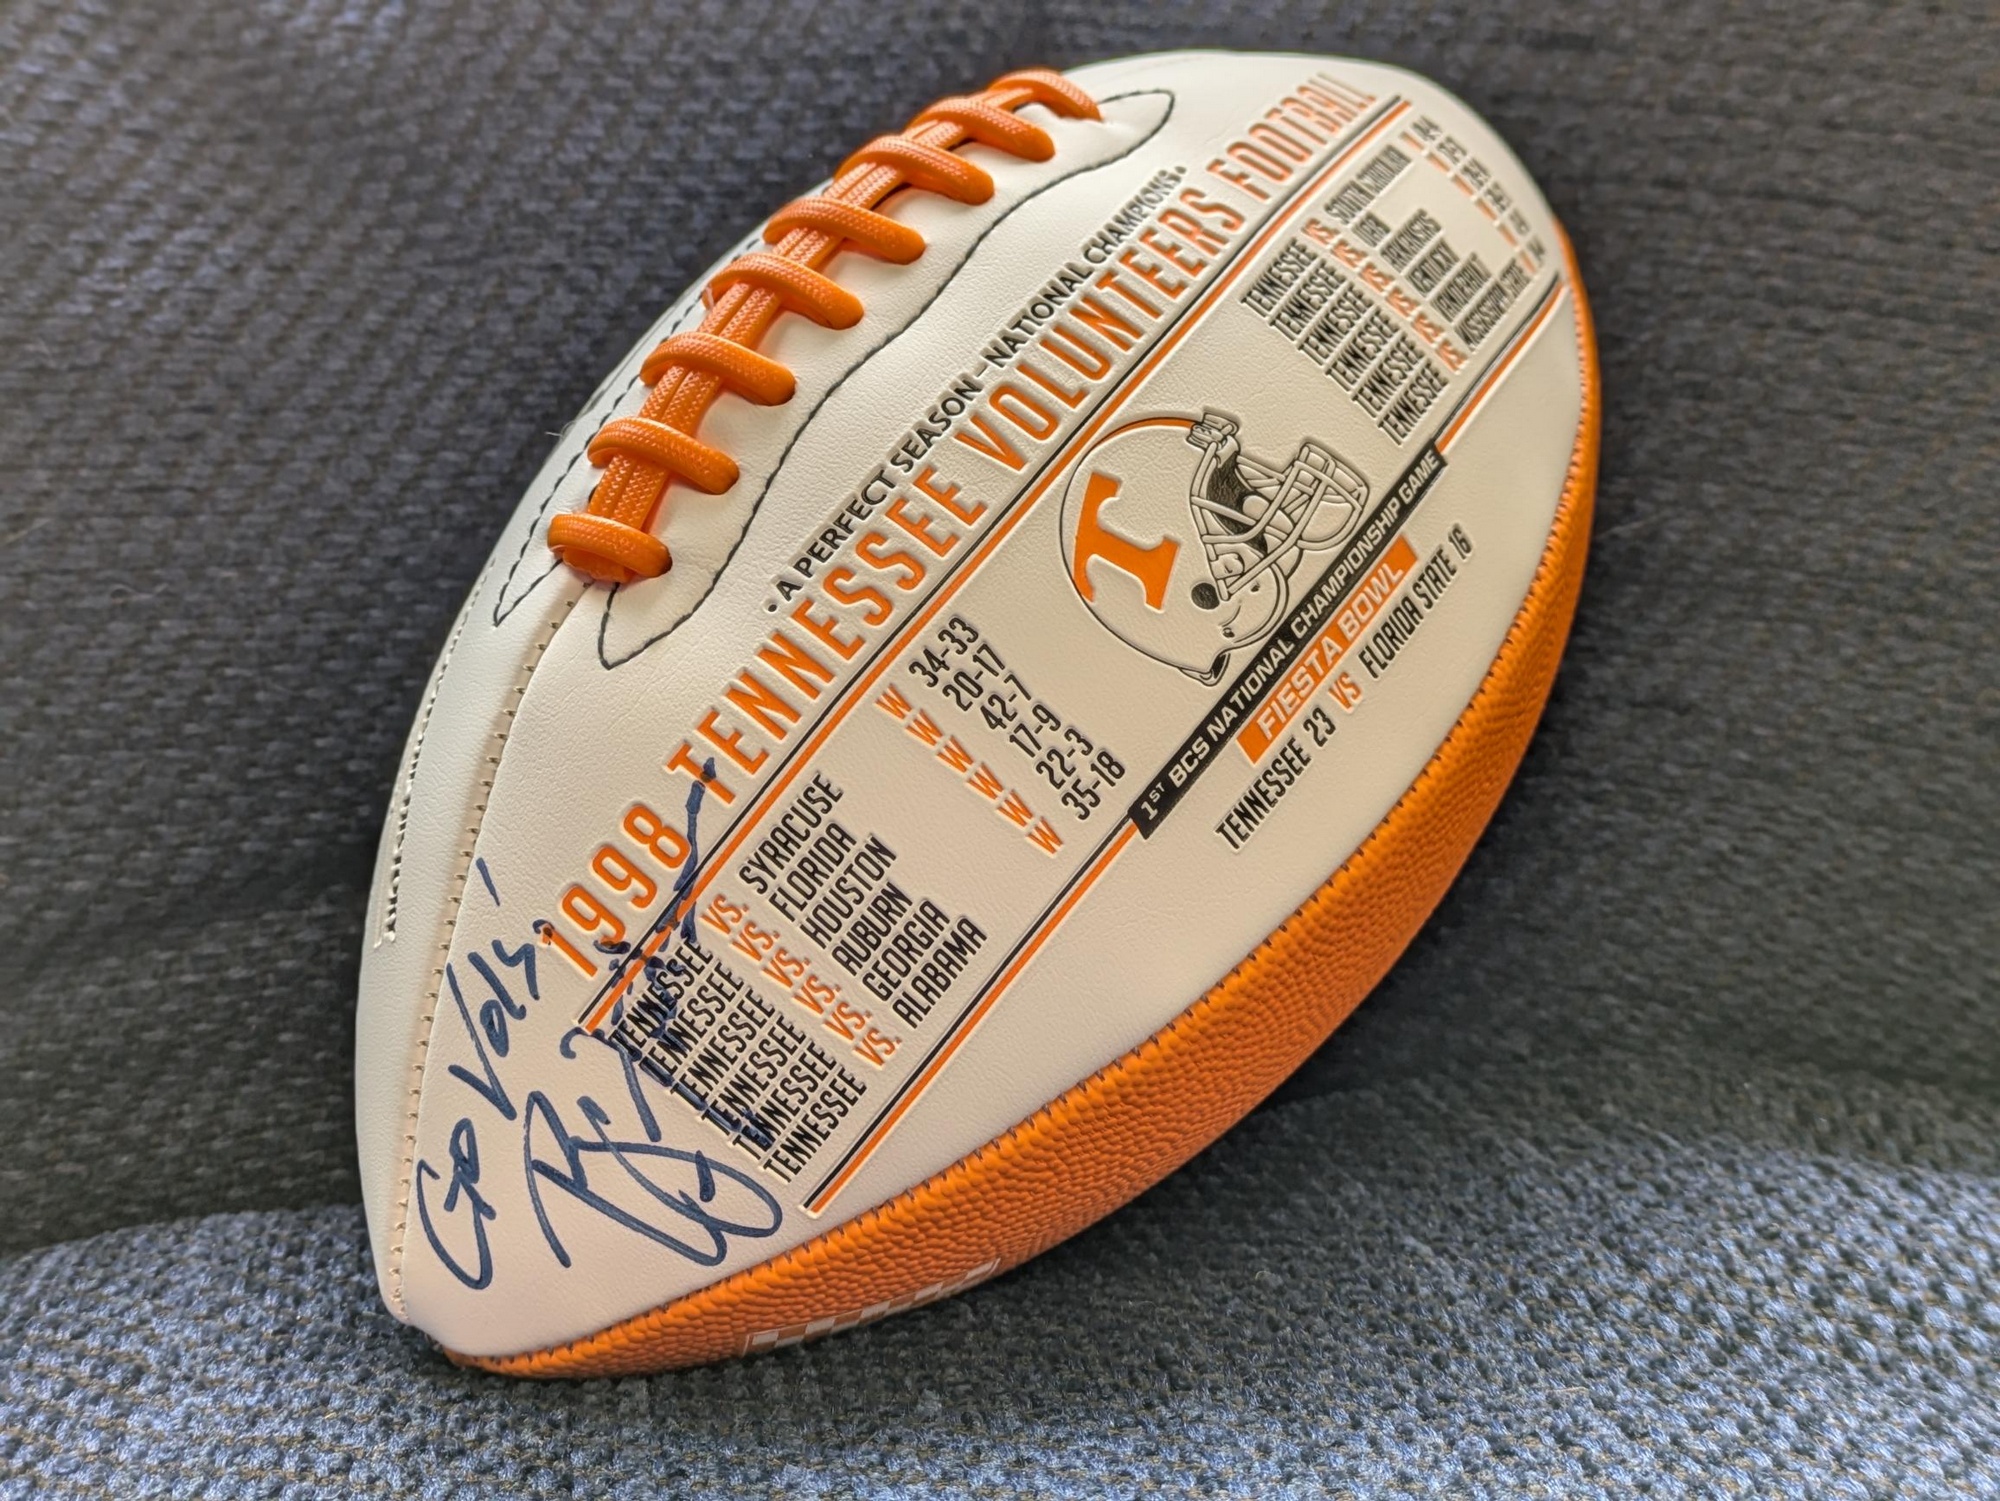 • A PERFECT SEASON - NATIONAL CHAMPIONS •
1998 TENNESSEE VOLUNTEERS FOOTBALL
TENNESSEE VS. SYRACUSE W 34-33
TENNESSEE VS. FLORIDA W 20-17
TENNESSEE VS. HOUSTON W 42-7
TENNESSEE VS. AUBURN W 17-9
TENNESSEE VS. GEORGIA W 22-3
TENNESSEE VS. ALABAMA W 35-18
T
TENNESSEE VS. SOUTH CAROLINA
TENNESSEE VS. UAB
TENNESSEE VS. ARKANSAS
TENNESSEE VS. KENTUCKY
TENNESSEE VS. VANDERBILT
TENNESSEE VS. MISSISSIPPI STATE
1ST BCS NATIONAL CHAMPIONSHIP GAME
FIESTA BOWL
TENNESSEE 23 VS FLORIDA STATE 16
Go Vols!